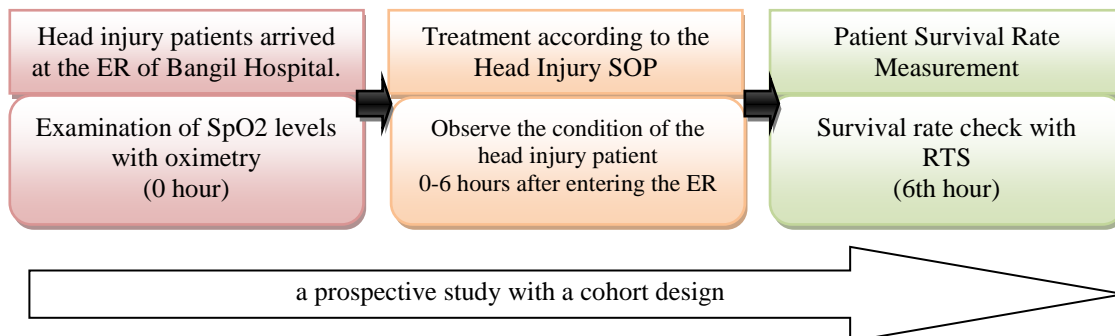 Head injury patients arrived
at the ER of Bangil Hospital.
Examination of SpO2 levels
with oximetry
(0 hour)
Treatment according to the
Head Injury SOP
Observe the condition of the
head injury patient
0-6 hours after entering the ER
Patient Survival Rate
Measurement
Survival rate check with
RTS
(6th hour)
a prospective study with a cohort design